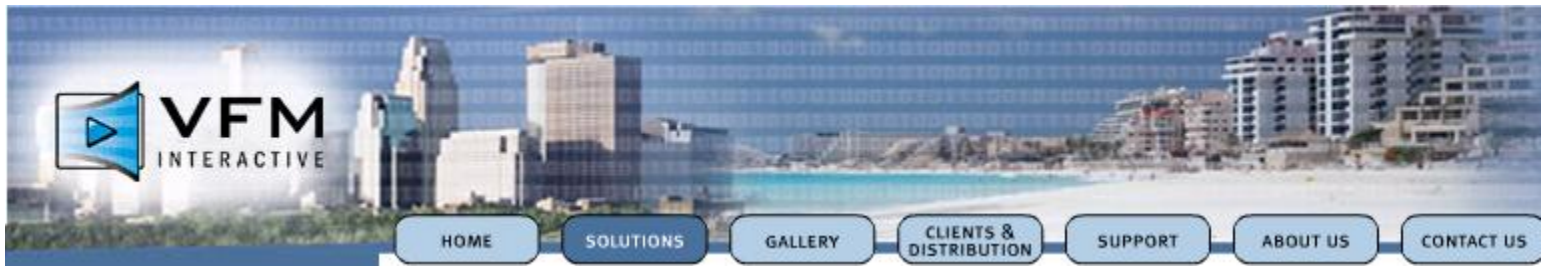 VFM
INTERACTIVE
HOME
SOLUTIONS
GALLERY
CLIENTS &
DISTRIBUTION
SUPPORT
ABOUT US
CONTACT US